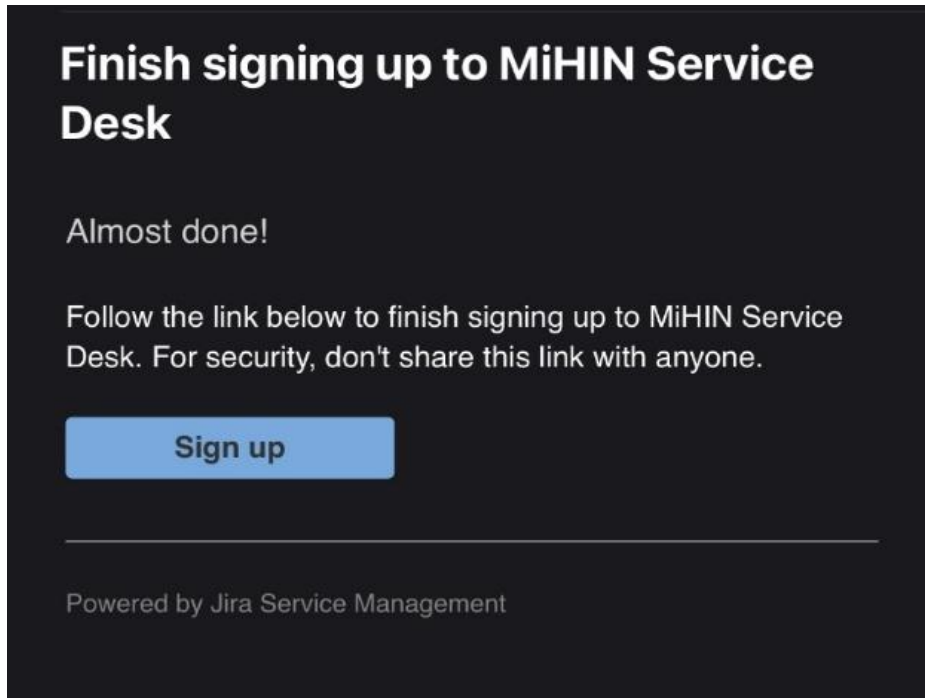 Finish signing up to MiHIN Service
Desk
Almost done!
Follow the link below to finish signing up to MiHIN Service
Desk. For security, don't share this link with anyone.
Sign up
Powered by Jira Service Management